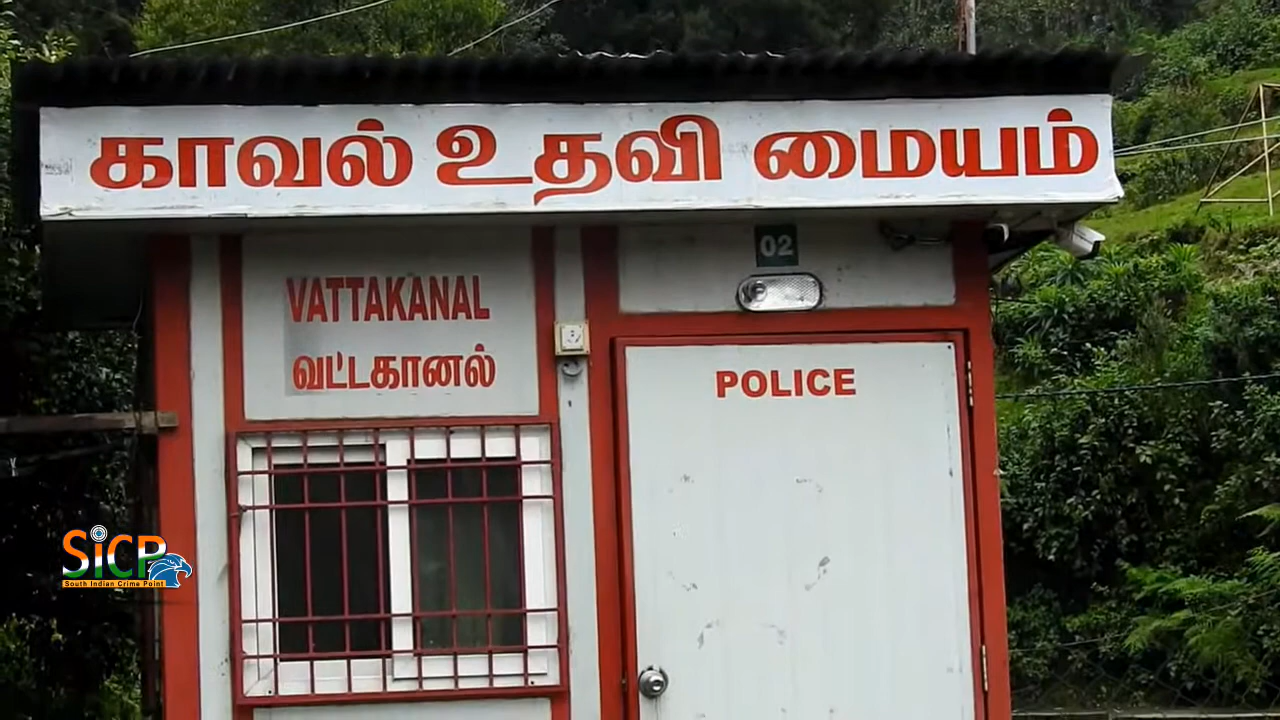 காவல் உதவி மையம்
02
VATTAKANAL
வட்டகானல்
POLICE
SiCP
South Indian Crime Point